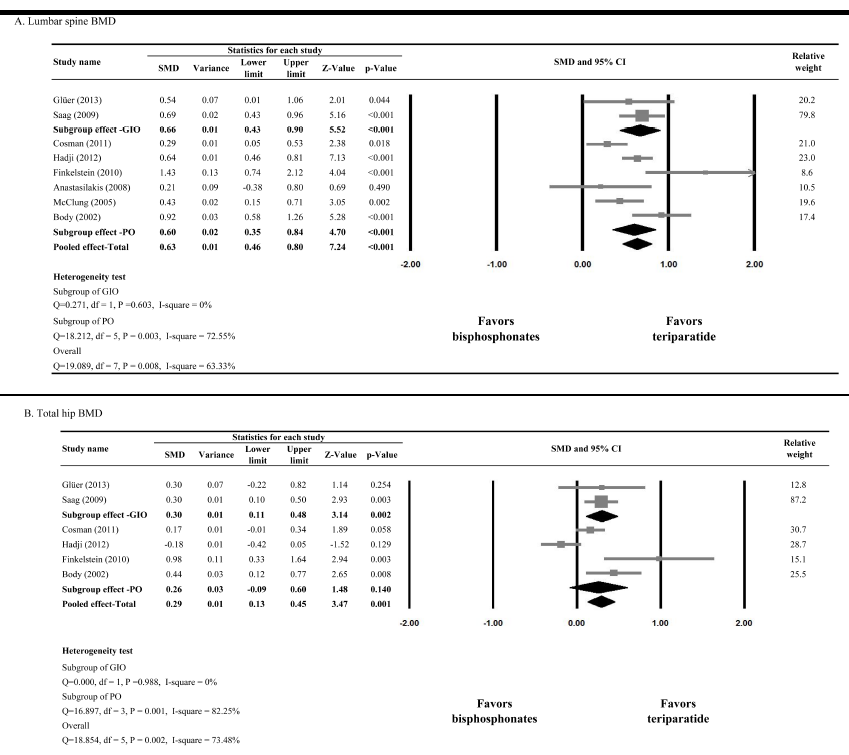 A. Lumbar spine BMD
Statistics for each study
Study name SMD Variance Lower limit Upper limit Z-Value p-Value SMD and 95% CI Relative weight
Glüer (2013) 0.54 0.07 0.01 1.06 2.01 0.044 20.2
Saag (2009) 0.69 0.02 0.43 0.96 5.16 <0.001 79.8
Subgroup effect -GIO 0.66 0.01 0.43 0.90 5.52 <0.001
Cosman (2011) 0.29 0.01 0.05 0.53 2.38 0.018 21.0
Hadji (2012) 0.64 0.01 0.46 0.81 7.13 <0.001 23.0
Finkelstein (2010) 1.43 0.13 0.74 2.12 4.04 <0.001 8.6
Anastasilakis (2008) 0.21 0.09 -0.38 0.80 0.69 0.490 10.5
McClung (2005) 0.43 0.02 0.15 0.71 3.05 0.002 19.6
Body (2002) 0.92 0.03 0.58 1.26 5.28 <0.001 17.4
Subgroup effect -PO 0.60 0.02 0.35 0.84 4.70 <0.001
Pooled effect-Total 0.63 0.01 0.46 0.80 7.24 <0.001
-2.00 -1.00 0.00 1.00 2.00
Heterogeneity test
Subgroup of GIO
Q=0.271, df = 1, P =0.603, I-square = 0%
Subgroup of PO
Q=18.212, df = 5, P = 0.003, I-square = 72.55%
Overall
Q=19.089, df = 7, P = 0.008, I-square = 63.33%
Favors bisphosphonates
Favors teriparatide
B. Total hip BMD
Statistics for each study
Study name SMD Variance Lower limit Upper limit Z-Value p-Value SMD and 95% CI Relative weight
Glüer (2013) 0.30 0.07 -0.22 0.82 1.14 0.254 12.8
Saag (2009) 0.30 0.01 0.10 0.50 2.93 0.003 87.2
Subgroup effect -GIO 0.30 0.01 0.11 0.48 3.14 0.002
Cosman (2011) 0.17 0.01 -0.01 0.34 1.89 0.058 30.7
Hadji (2012) -0.18 0.01 -0.42 0.05 -1.52 0.129 28.7
Finkelstein (2010) 0.98 0.11 0.33 1.64 2.94 0.003 15.1
Body (2002) 0.44 0.03 0.12 0.77 2.65 0.008 25.5
Subgroup effect -PO 0.26 0.03 -0.09 0.60 1.48 0.140
Pooled effect-Total 0.29 0.01 0.13 0.45 3.47 0.001
-2.00 -1.00 0.00 1.00 2.00
Heterogeneity test
Subgroup of GIO
Q=0.000, df = 1, P =0.988, I-square = 0%
Subgroup of PO
Q=16.897, df = 3, P = 0.001, I-square = 82.25%
Overall
Q=18.854, df = 5, P = 0.002, I-square = 73.48%
Favors bisphosphonates
Favors teriparatide